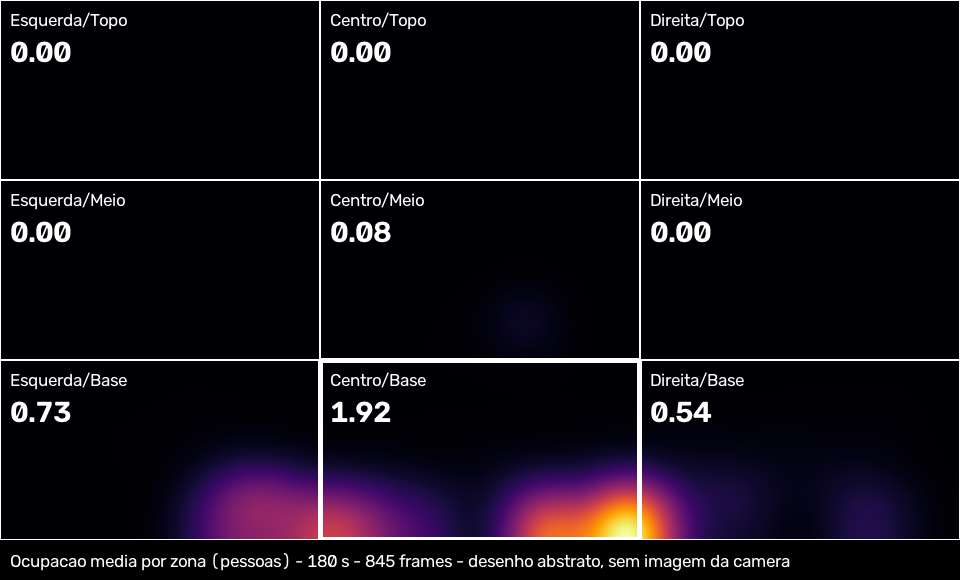 Esquerda/Topo
0.00
Centro/Topo
0.00
Direita/Topo
0.00
Esquerda/Meio
0.00
Centro/Meio
0.08
Direita/Meio
0.00
Esquerda/Base
0.73
Centro/Base
1.92
Direita/Base
0.54
Ocupacao media por zona (pessoas) - 180 s - 845 frames - desenho abstrato, sem imagem da camera